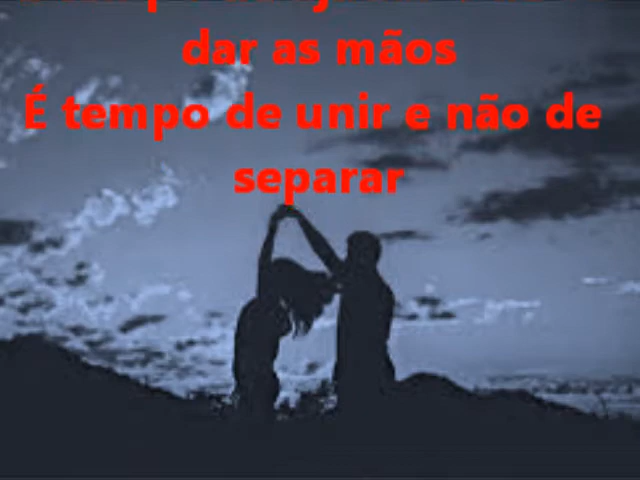 dar as mãos
É tempo de unir e não de
separar